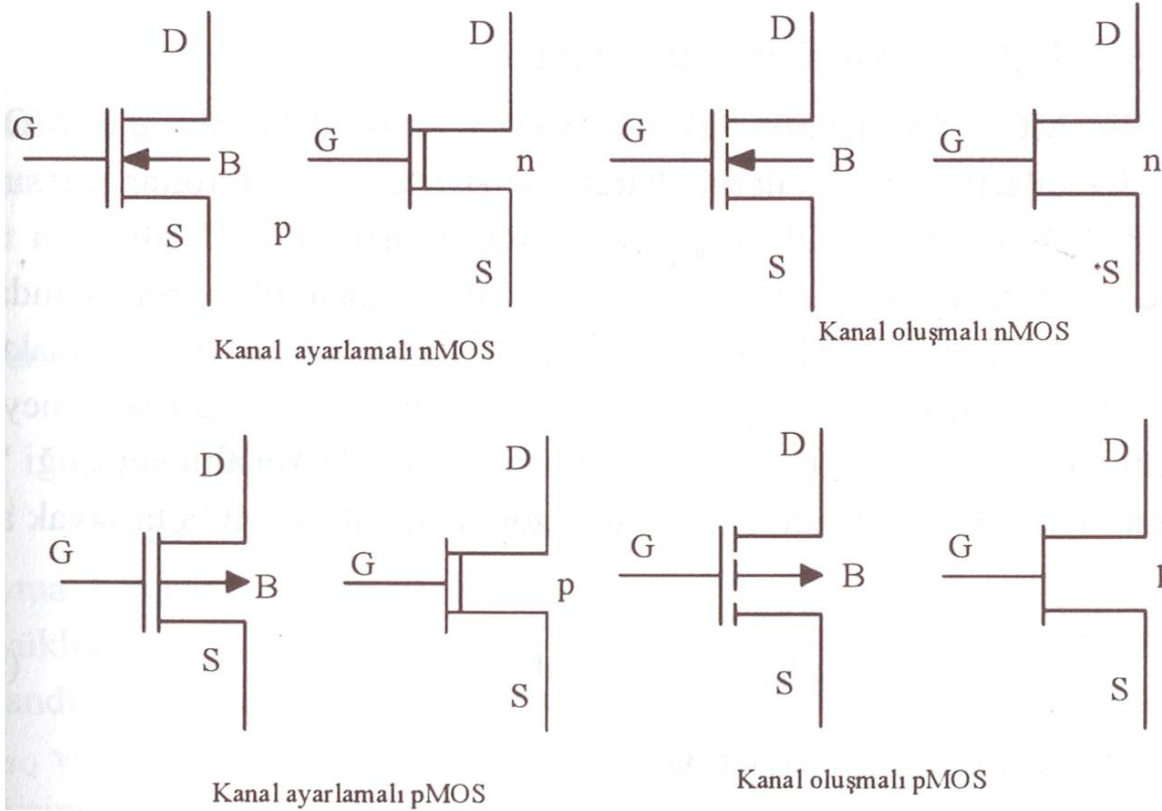 D D D D
G G n G B G n
B
S p S S S
Kanal ayarlamalı nMOS
Kanal oluşmalı nMOS
D D D D
G B G p G B G
S S S S
Kanal ayarlamalı pMOS
Kanal oluşmalı pMOS